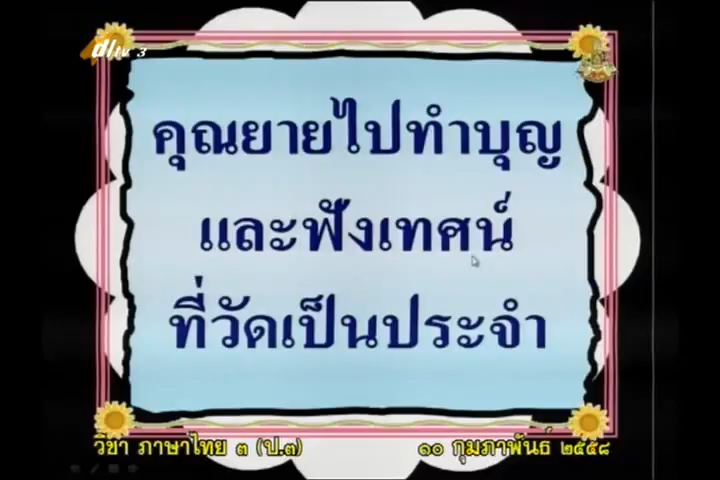 dltv 3
คุณยายไปทำบุญ
และฟังเทศน์
ที่วัดเป็นประจำ
วิชา ภาษาไทย ๓ (ป.๓)
๑๐ กุมภาพันธ์ ๒๕๕๘